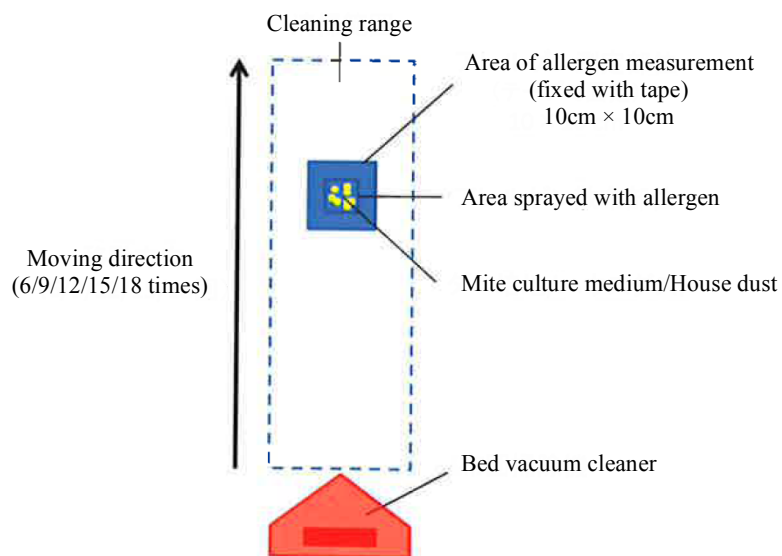 Cleaning range
Area of allergen measurement
(fixed with tape)
10cm × 10cm
Area sprayed with allergen
Moving direction
(6/9/12/15/18 times)
Mite culture medium/House dust
Bed vacuum cleaner